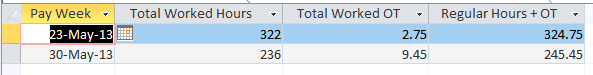 Pay Week Total Worked Hours Total Worked OT Regular Hours + OT
23-May-13 322 2.75 324.75
30-May-13 236 9.45 245.45